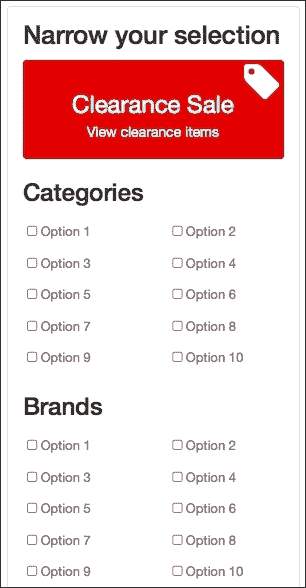 Narrow your selection
Clearance Sale
View clearance items
Categories
Option 1 Option 2
Option 3 Option 4
Option 5 Option 6
Option 7 Option 8
Option 9 Option 10
Brands
Option 1 Option 2
Option 3 Option 4
Option 5 Option 6
Option 7 Option 8
Option 9 Option 10